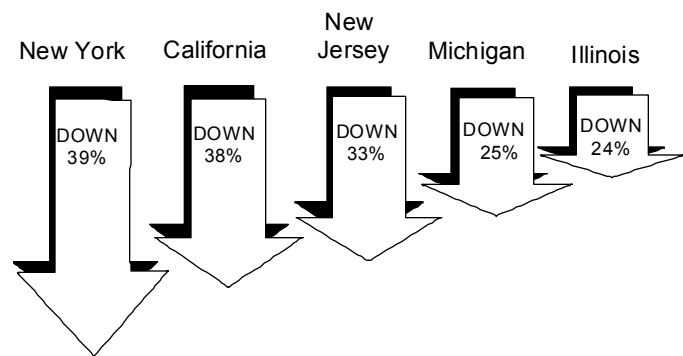 New York
DOWN
39%
California
DOWN
38%
New
Jersey
DOWN
33%
Michigan
DOWN
25%
Illinois
DOWN
24%